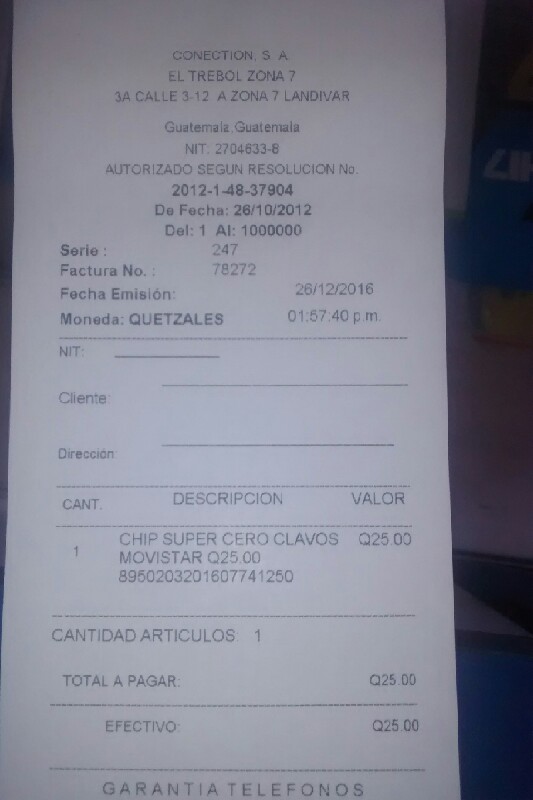 CONECTION, S. A.
EL TREBOL ZONA 7
3A CALLE 3-12 A ZONA 7 LANDIVAR
Guatemala,Guatemala
NIT: 2704633-8
AUTORIZADO SEGUN RESOLUCION No.
2012-1-48-37904
De Fecha: 26/10/2012
Del: 1 Al: 1000000
Serie : 247
Factura No. : 78272
Fecha Emisión: 26/12/2016
Moneda: QUETZALES 01:57:40 p.m.
NIT:
Cliente:
Dirección:
CANT. DESCRIPCION VALOR
1 CHIP SUPER CERO CLAVOS Q25.00
MOVISTAR Q25.00
8950203201607741250
CANTIDAD ARTICULOS 1
TOTAL A PAGAR: Q25.00
EFECTIVO: Q25.00
GARANTIA TELEFONOS